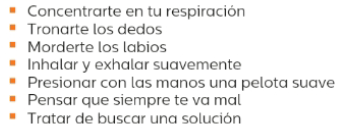 ▪ Concentrarte en tu respiración
▪ Tronarte los dedos
▪ Morderte los labios
▪ Inhalar y exhalar suavemente
▪ Presionar con las manos una pelota suave
▪ Pensar que siempre te va mal
▪ Tratar de buscar una solución